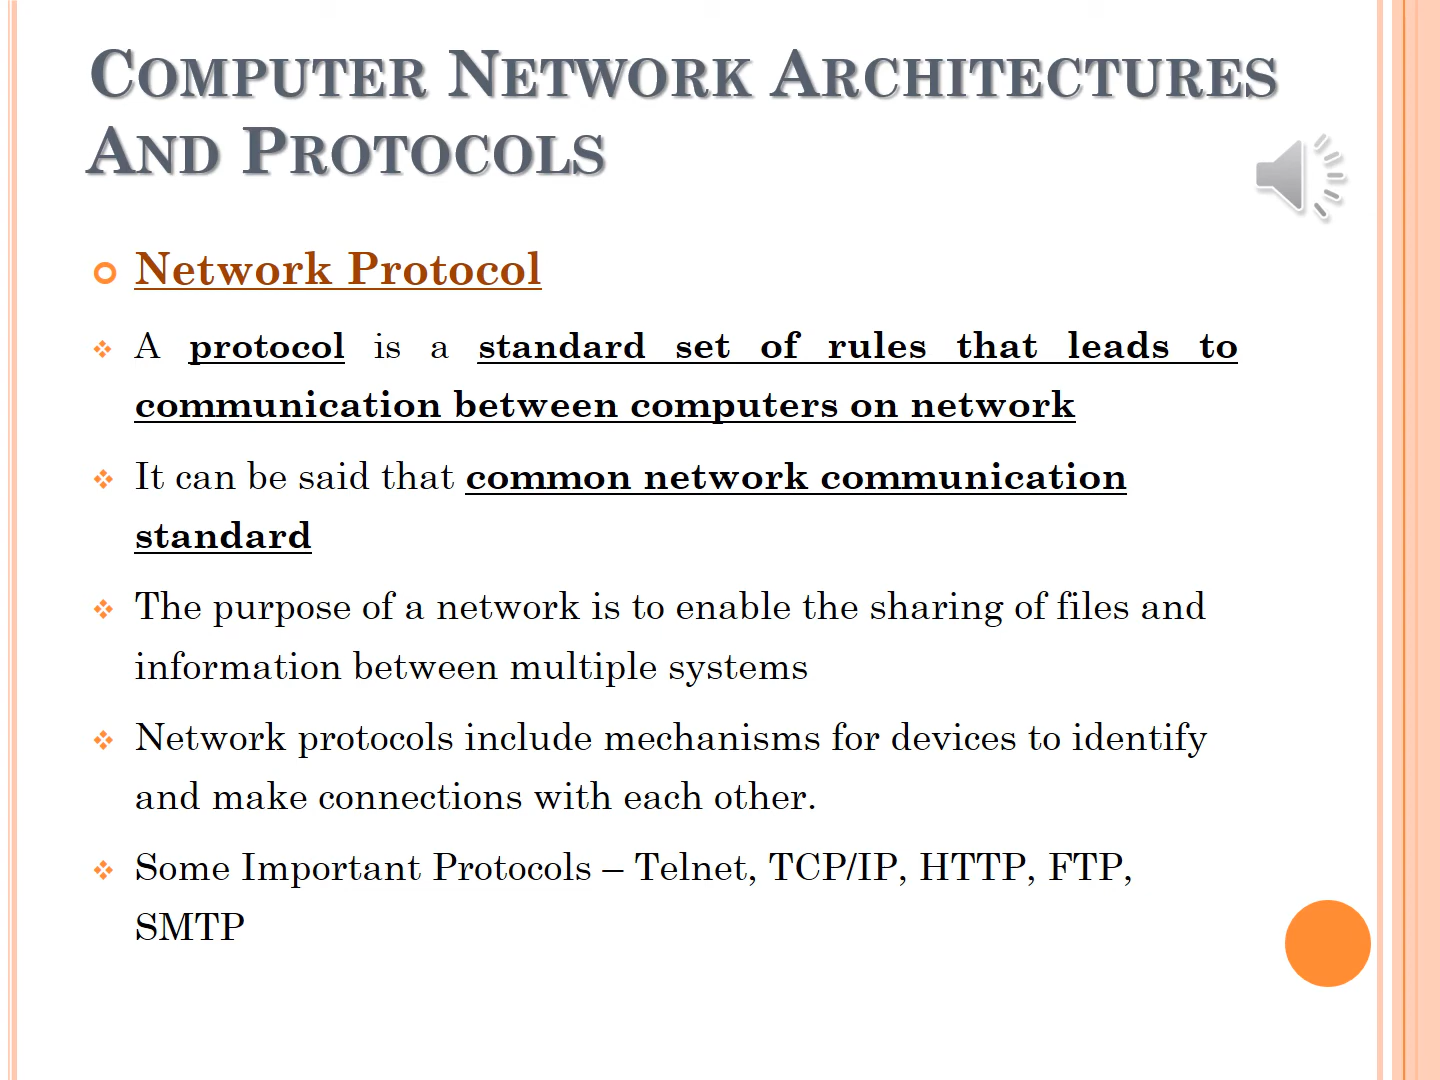 Computer Network Architectures
And Protocols
Network Protocol
A protocol is a standard set of rules that leads to
communication between computers on network
It can be said that common network communication
standard
The purpose of a network is to enable the sharing of files and
information between multiple systems
Network protocols include mechanisms for devices to identify
and make connections with each other.
Some Important Protocols – Telnet, TCP/IP, HTTP, FTP,
SMTP